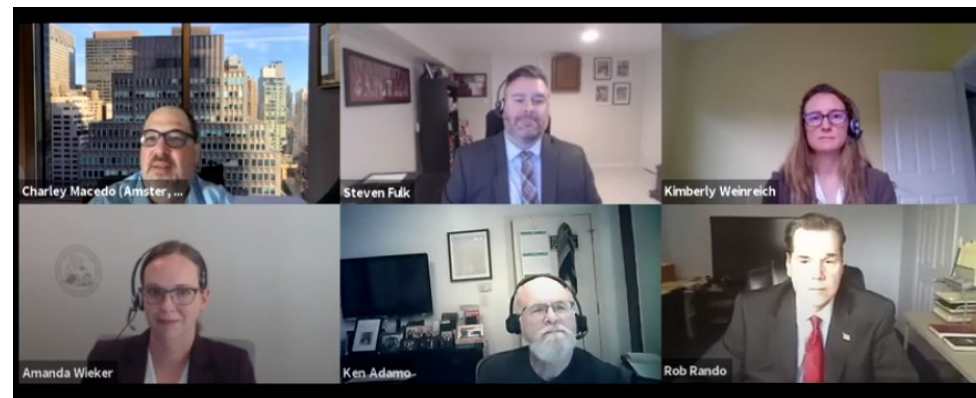 Charley Macedo (Amster, ...
Steven Fulk
Kimberly Weinreich
Amanda Wieker
Ken Adamo
Rob Rando